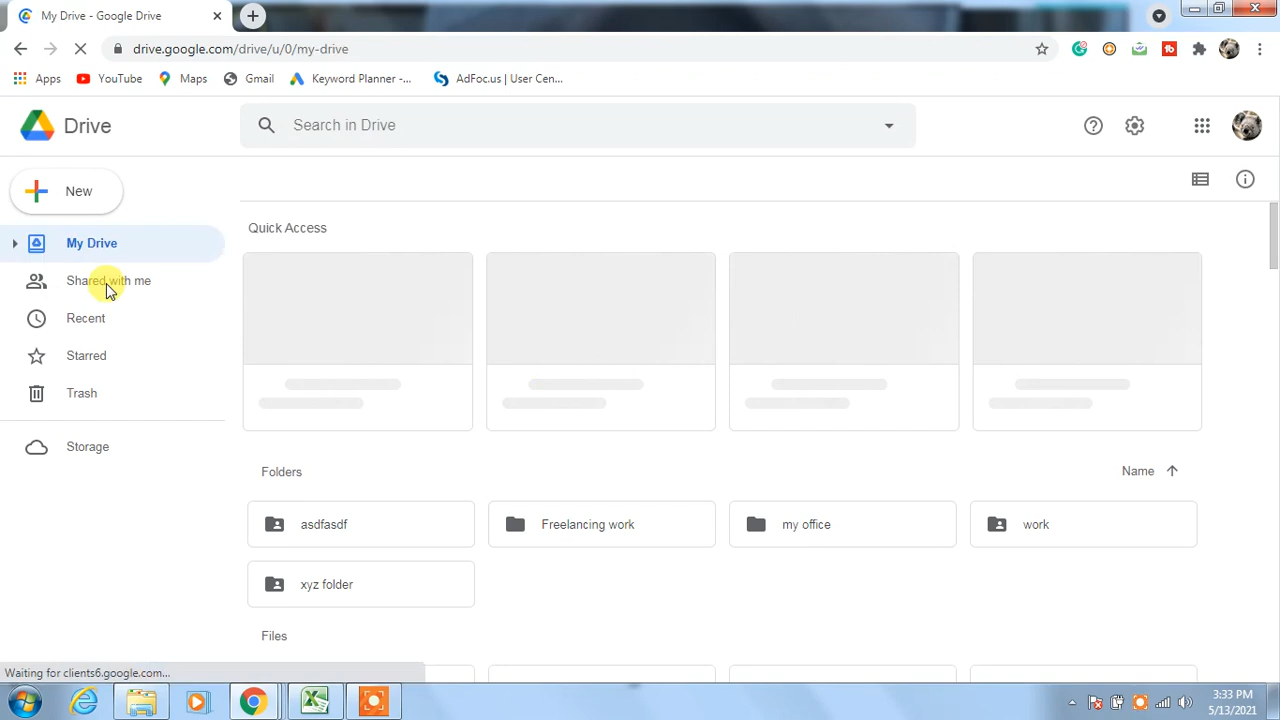 My Drive - Google Drive
drive.google.com/drive/u/0/my-drive
Apps
YouTube
Maps
Gmail
Keyword Planner -...
AdFoc.us | User Cen...
Drive
Search in Drive
New
My Drive
Shared with me
Recent
Starred
Trash
Storage
Quick Access
Folders
Name
asdfasdf
Freelancing work
my office
work
xyz folder
Files
Waiting for clients6.google.com...
3:33 PM
5/13/2021